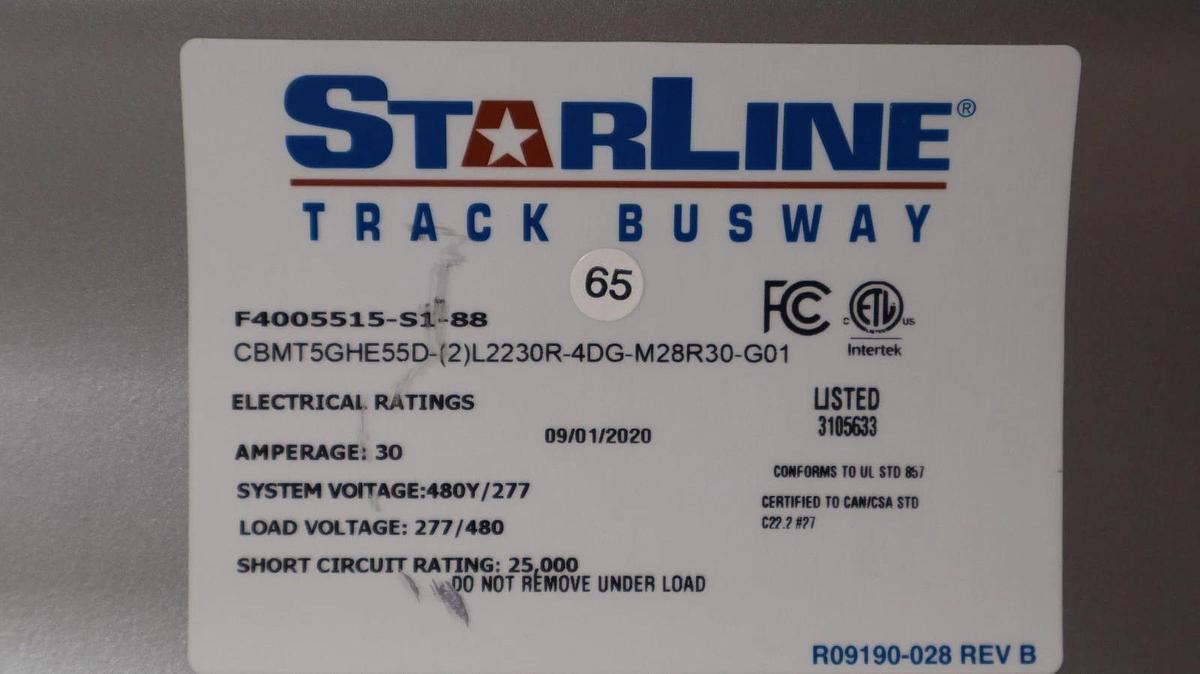 STARLINE®
TRACK BUSWAY
65
FC
F4005515-S1-88
C ETL US
CBMT5GHE55D-(2)L2230R-4DG-M28R30-G01
Intertek
ELECTRICAL RATINGS
LISTED
3105633
09/01/2020
AMPERAGE: 30
CONFORMS TO UL STD 857
SYSTEM VOITAGE:480Y/277
CERTIFIED TO CAN/CSA STD
C22.2 #27
LOAD VOLTAGE: 277/480
SHORT CIRCUIT RATING: 25,000
DO NOT REMOVE UNDER LOAD
R09190-028 REV B